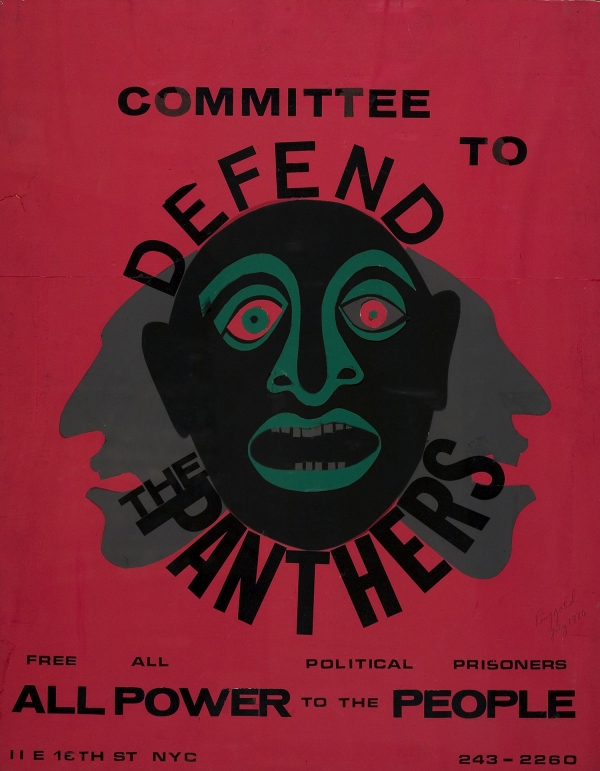 COMMITTEE
TO
DEFEND
THE
PANTHERS
Ringgold
FREE ALL POLITICAL PRISONERS
ALL POWER TO THE PEOPLE
11 E 16TH ST NYC
243-2260